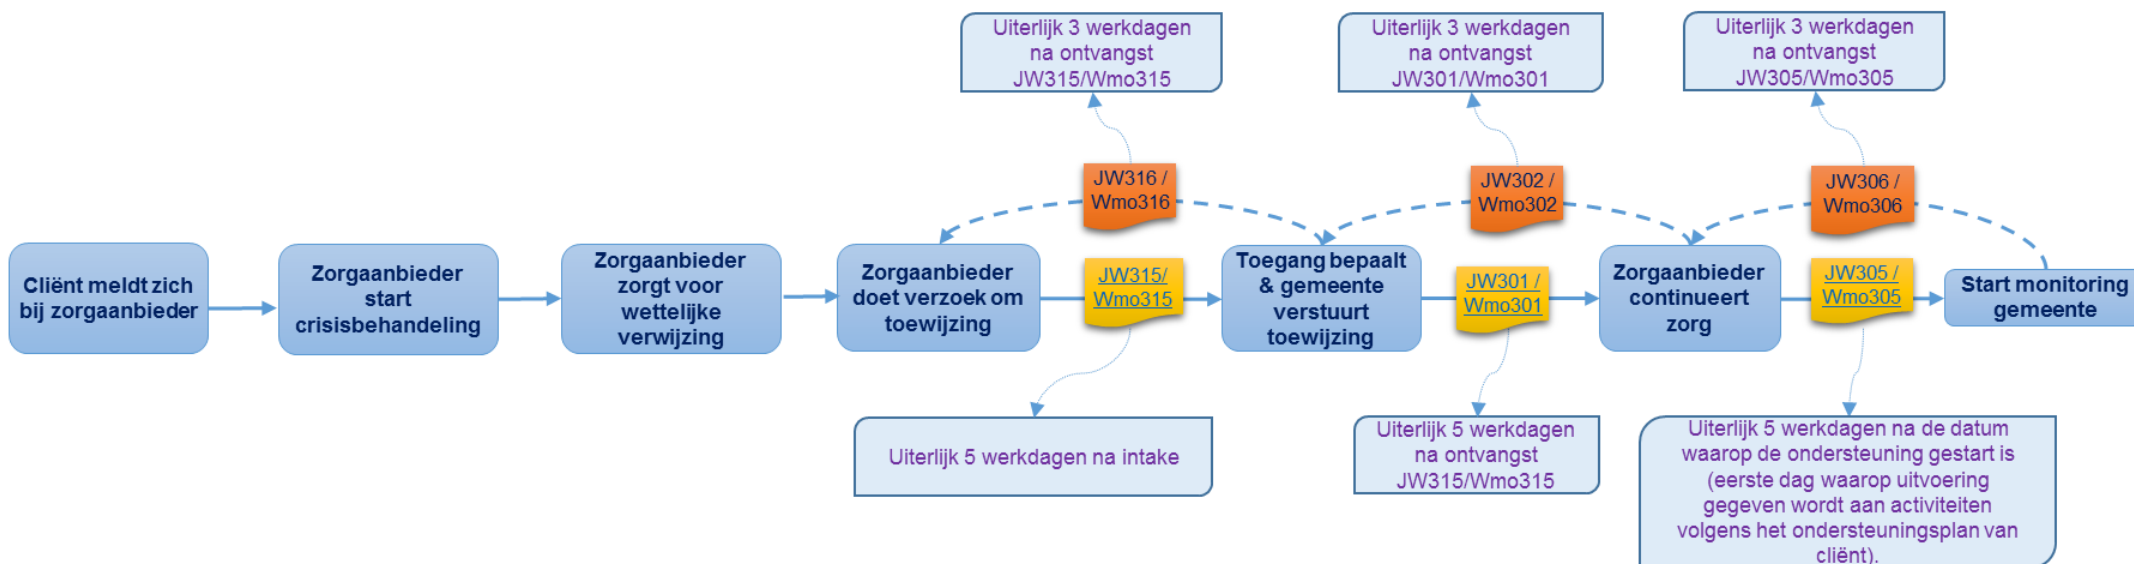 Uiterlijk 3 werkdagen
na ontvangst
JW315/Wmo315
Uiterlijk 3 werkdagen
na ontvangst
JW301/Wmo301
Uiterlijk 3 werkdagen
na ontvangst
JW305/Wmo305
JW316 /
Wmo316
JW302 /
Wmo302
JW306 /
Wmo306
Cliënt meldt zich
bij zorgaanbieder
Zorgaanbieder
start
crisisbehandeling
Zorgaanbieder
zorgt voor
wettelijke
verwijzing
Zorgaanbieder
doet verzoek om
toewijzing
JW315/
Wmo315
Toegang bepaalt
& gemeente
verstuurt
toewijzing
JW301 /
Wmo301
Zorgaanbieder
continueert
zorg
JW305 /
Wmo305
Start monitoring
gemeente
Uiterlijk 5 werkdagen na intake
Uiterlijk 5 werkdagen
na ontvangst
JW315/Wmo315
Uiterlijk 5 werkdagen na de datum
waarop de ondersteuning gestart is
(eerste dag waarop uitvoering
gegeven wordt aan activiteiten
volgens het ondersteuningsplan van
cliënt).